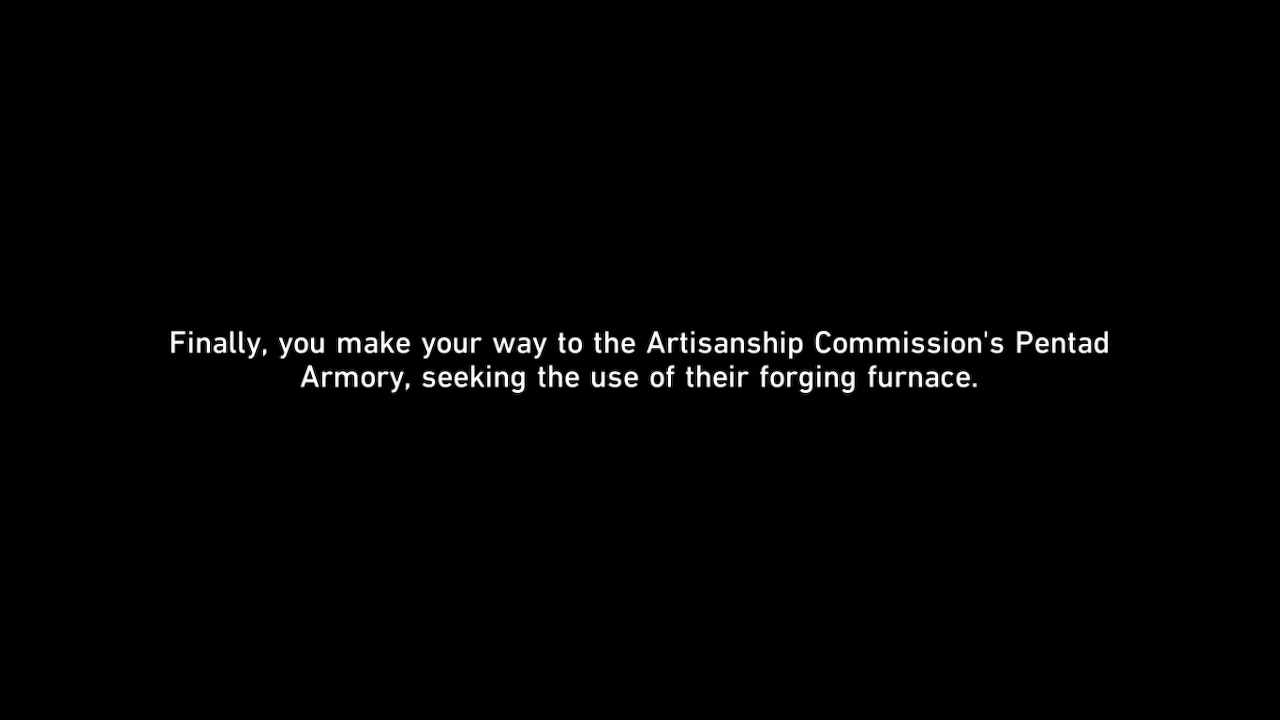 Finally, you make your way to the Artisanship Commission's Pentad
Armory, seeking the use of their forging furnace.